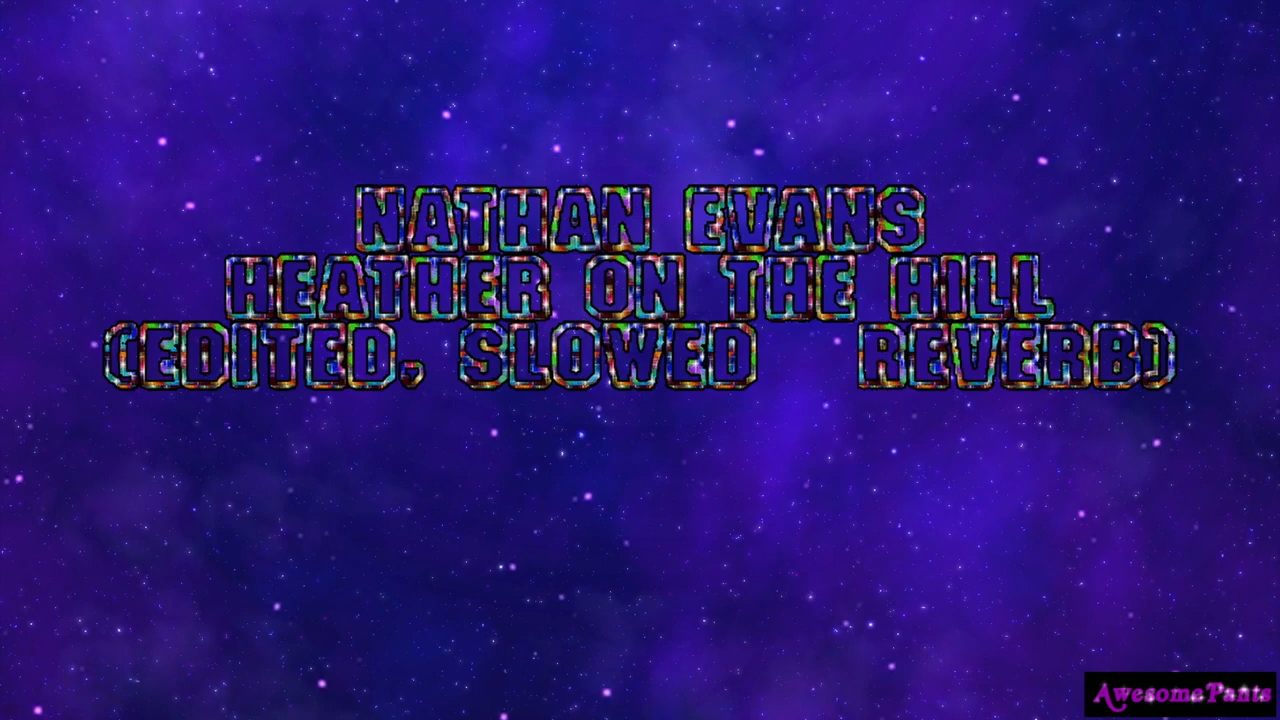 NATHAN EVANS
HEATHER ON THE HILL
(EDITED, SLOWED  REVERB)
AwesomePants